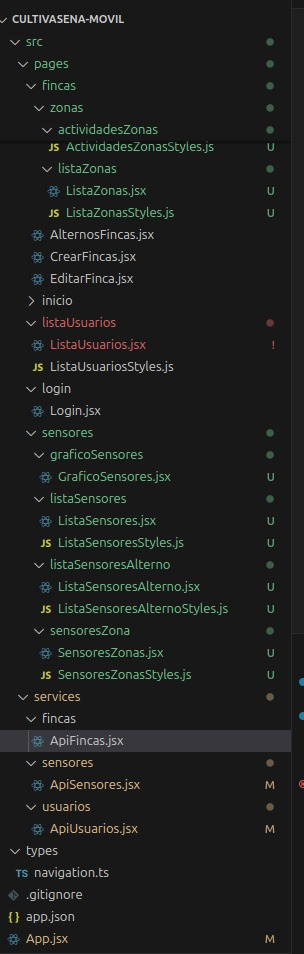 CULTIVASENA-MOVIL
src
pages
fincas
zonas
actividadesZonas
JS ActividadesZonasStyles.js U
listaZonas
ListaZonas.jsx U
JS ListaZonasStyles.js U
AlternosFincas.jsx
CrearFincas.jsx
EditarFinca.jsx
inicio
listaUsuarios
ListaUsuarios.jsx !
JS ListaUsuariosStyles.js
login
Login.jsx
sensores
graficoSensores
GraficoSensores.jsx U
listaSensores
ListaSensores.jsx U
JS ListaSensoresStyles.js U
listaSensoresAlterno
ListaSensoresAlterno.jsx U
JS ListaSensoresAlternoStyles.js U
sensoresZona
SensoresZonas.jsx U
JS SensoresZonasStyles.js U
services
fincas
ApiFincas.jsx
sensores
ApiSensores.jsx M
usuarios
ApiUsuarios.jsx M
types
TS navigation.ts
.gitignore
{} app.json
App.jsx M